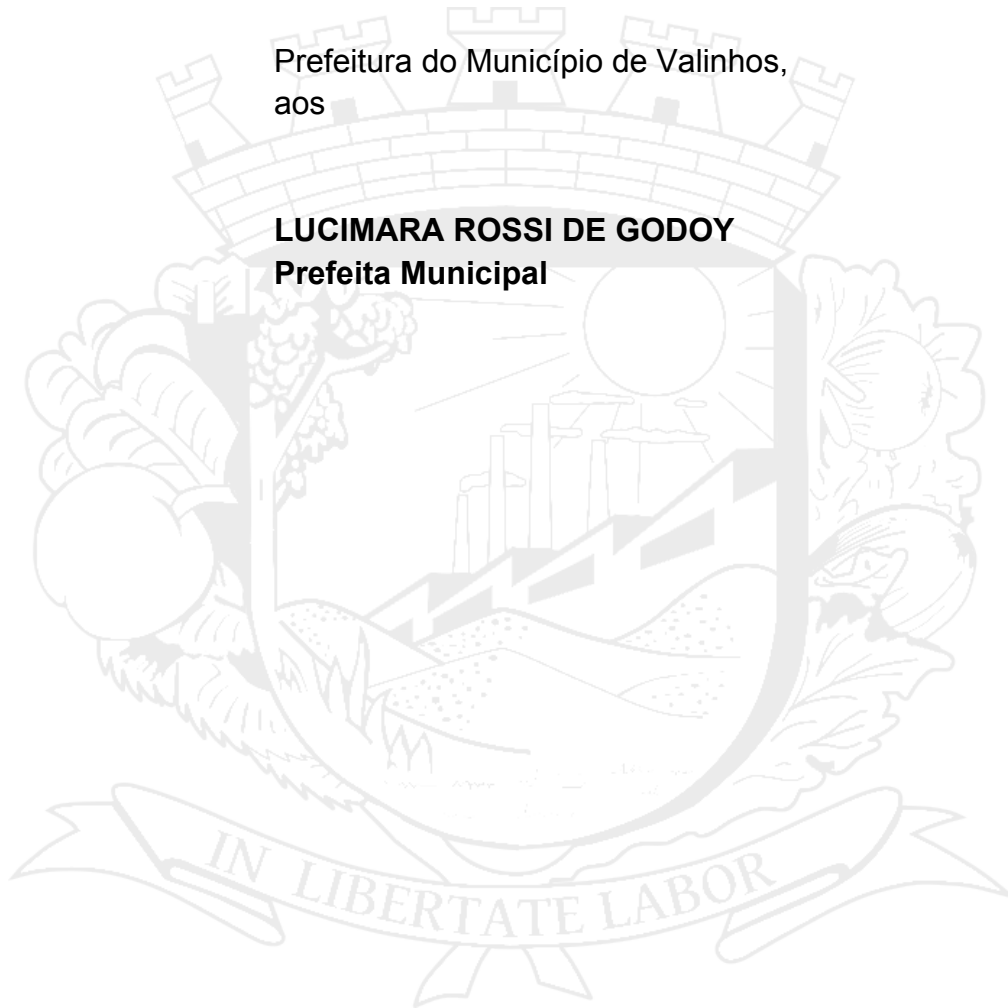 Prefeitura do Município de Valinhos,
aos
LUCIMARA ROSSI DE GODOY
Prefeita Municipal
IN LIBERTATE LABOR